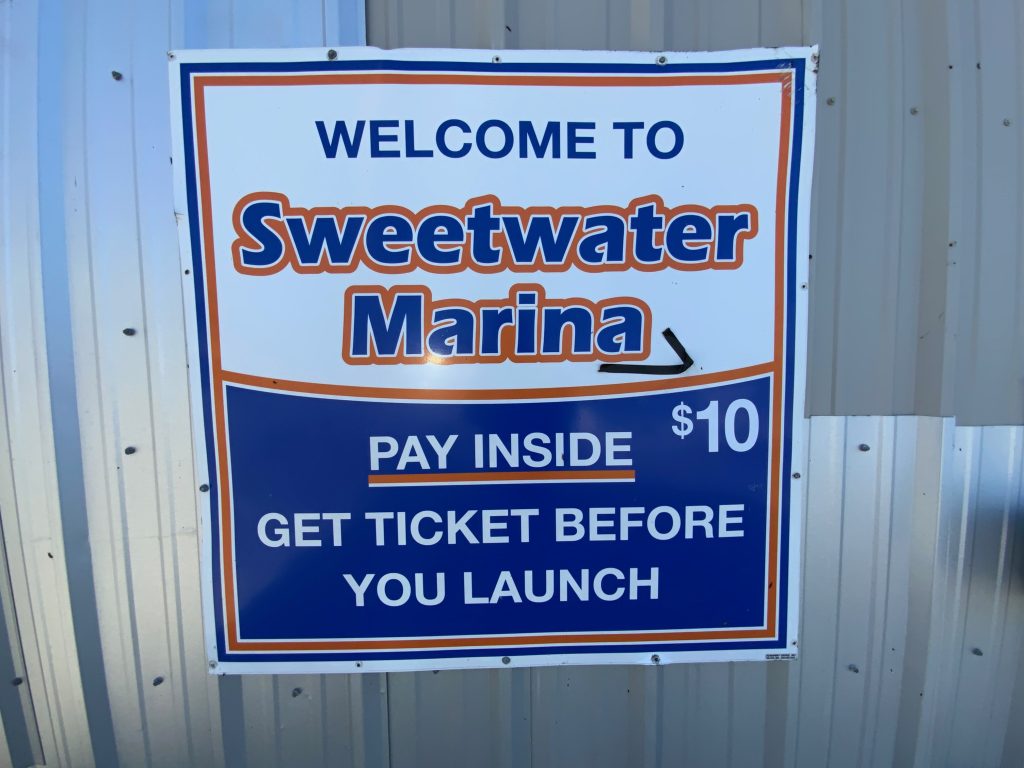 WELCOME TO
Sweetwater
Marina
$10
PAY INSIDE
GET TICKET BEFORE
YOU LAUNCH